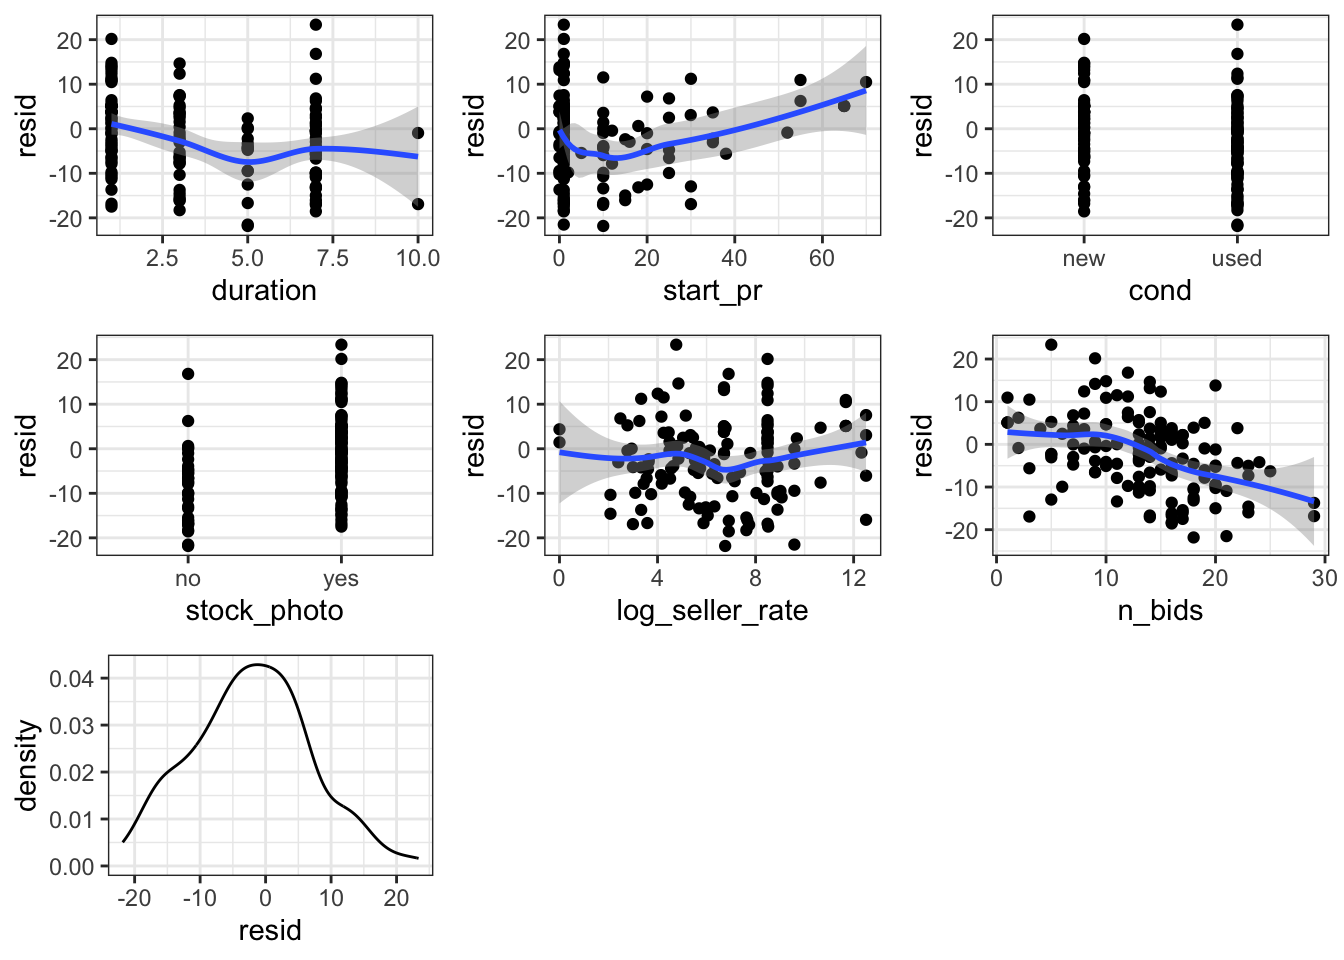 resid
20
10
0
-10
-20
2.5 5.0 7.5 10.0
duration
resid
20
10
0
-10
-20
0 20 40 60
start_pr
resid
20
10
0
-10
-20
new used
cond
resid
20
10
0
-10
-20
no yes
stock_photo
resid
20
10
0
-10
-20
0 4 8 12
log_seller_rate
resid
20
10
0
-10
-20
0 10 20 30
n_bids
density
0.04
0.03
0.02
0.01
0.00
-20 -10 0 10 20
resid